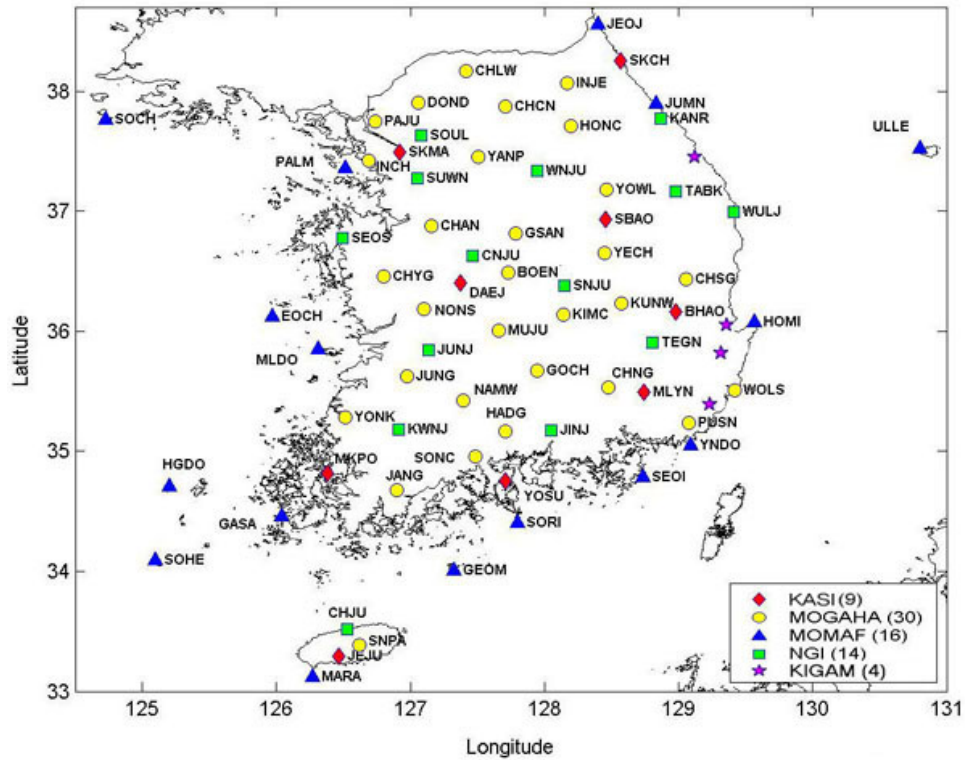 JEOJ
SKCH
CHLW
38
INJE
DOND
CHCN
JUMN
SOCH
PAJU
KANR
HONC
SOUL
ULLE
SKMA
YANP
PALM
INCH
WNJU
SUWN
YOWL
TABK
37
WULJ
CHAN
SBAO
GSAN
SEOS
CNJU
YECH
BOEN
CHYG
CHSG
DAEJ
SNJU
KUNW
NONS
KIMC
BHAO
EOCH
HOMI
36
MUJU
MLDO
JUNJ
TEGN
JUNG
GOCH
CHNG
NAMW
MLYN
WOLS
YONK
HADG
PUSN
KWNJ
JINJ
YNDO
35
SONC
MKPO
HGDO
JANG
SEOI
YOSU
GASA
SORI
SOHE
GEOM
34
CHJU
SNPA
JEJU
MARA
33
KASI (9)
MOGAHA (30)
MOMAF (16)
NGI (14)
KIGAM (4)
125 126 127 128 129 130 131
Latitude
Longitude